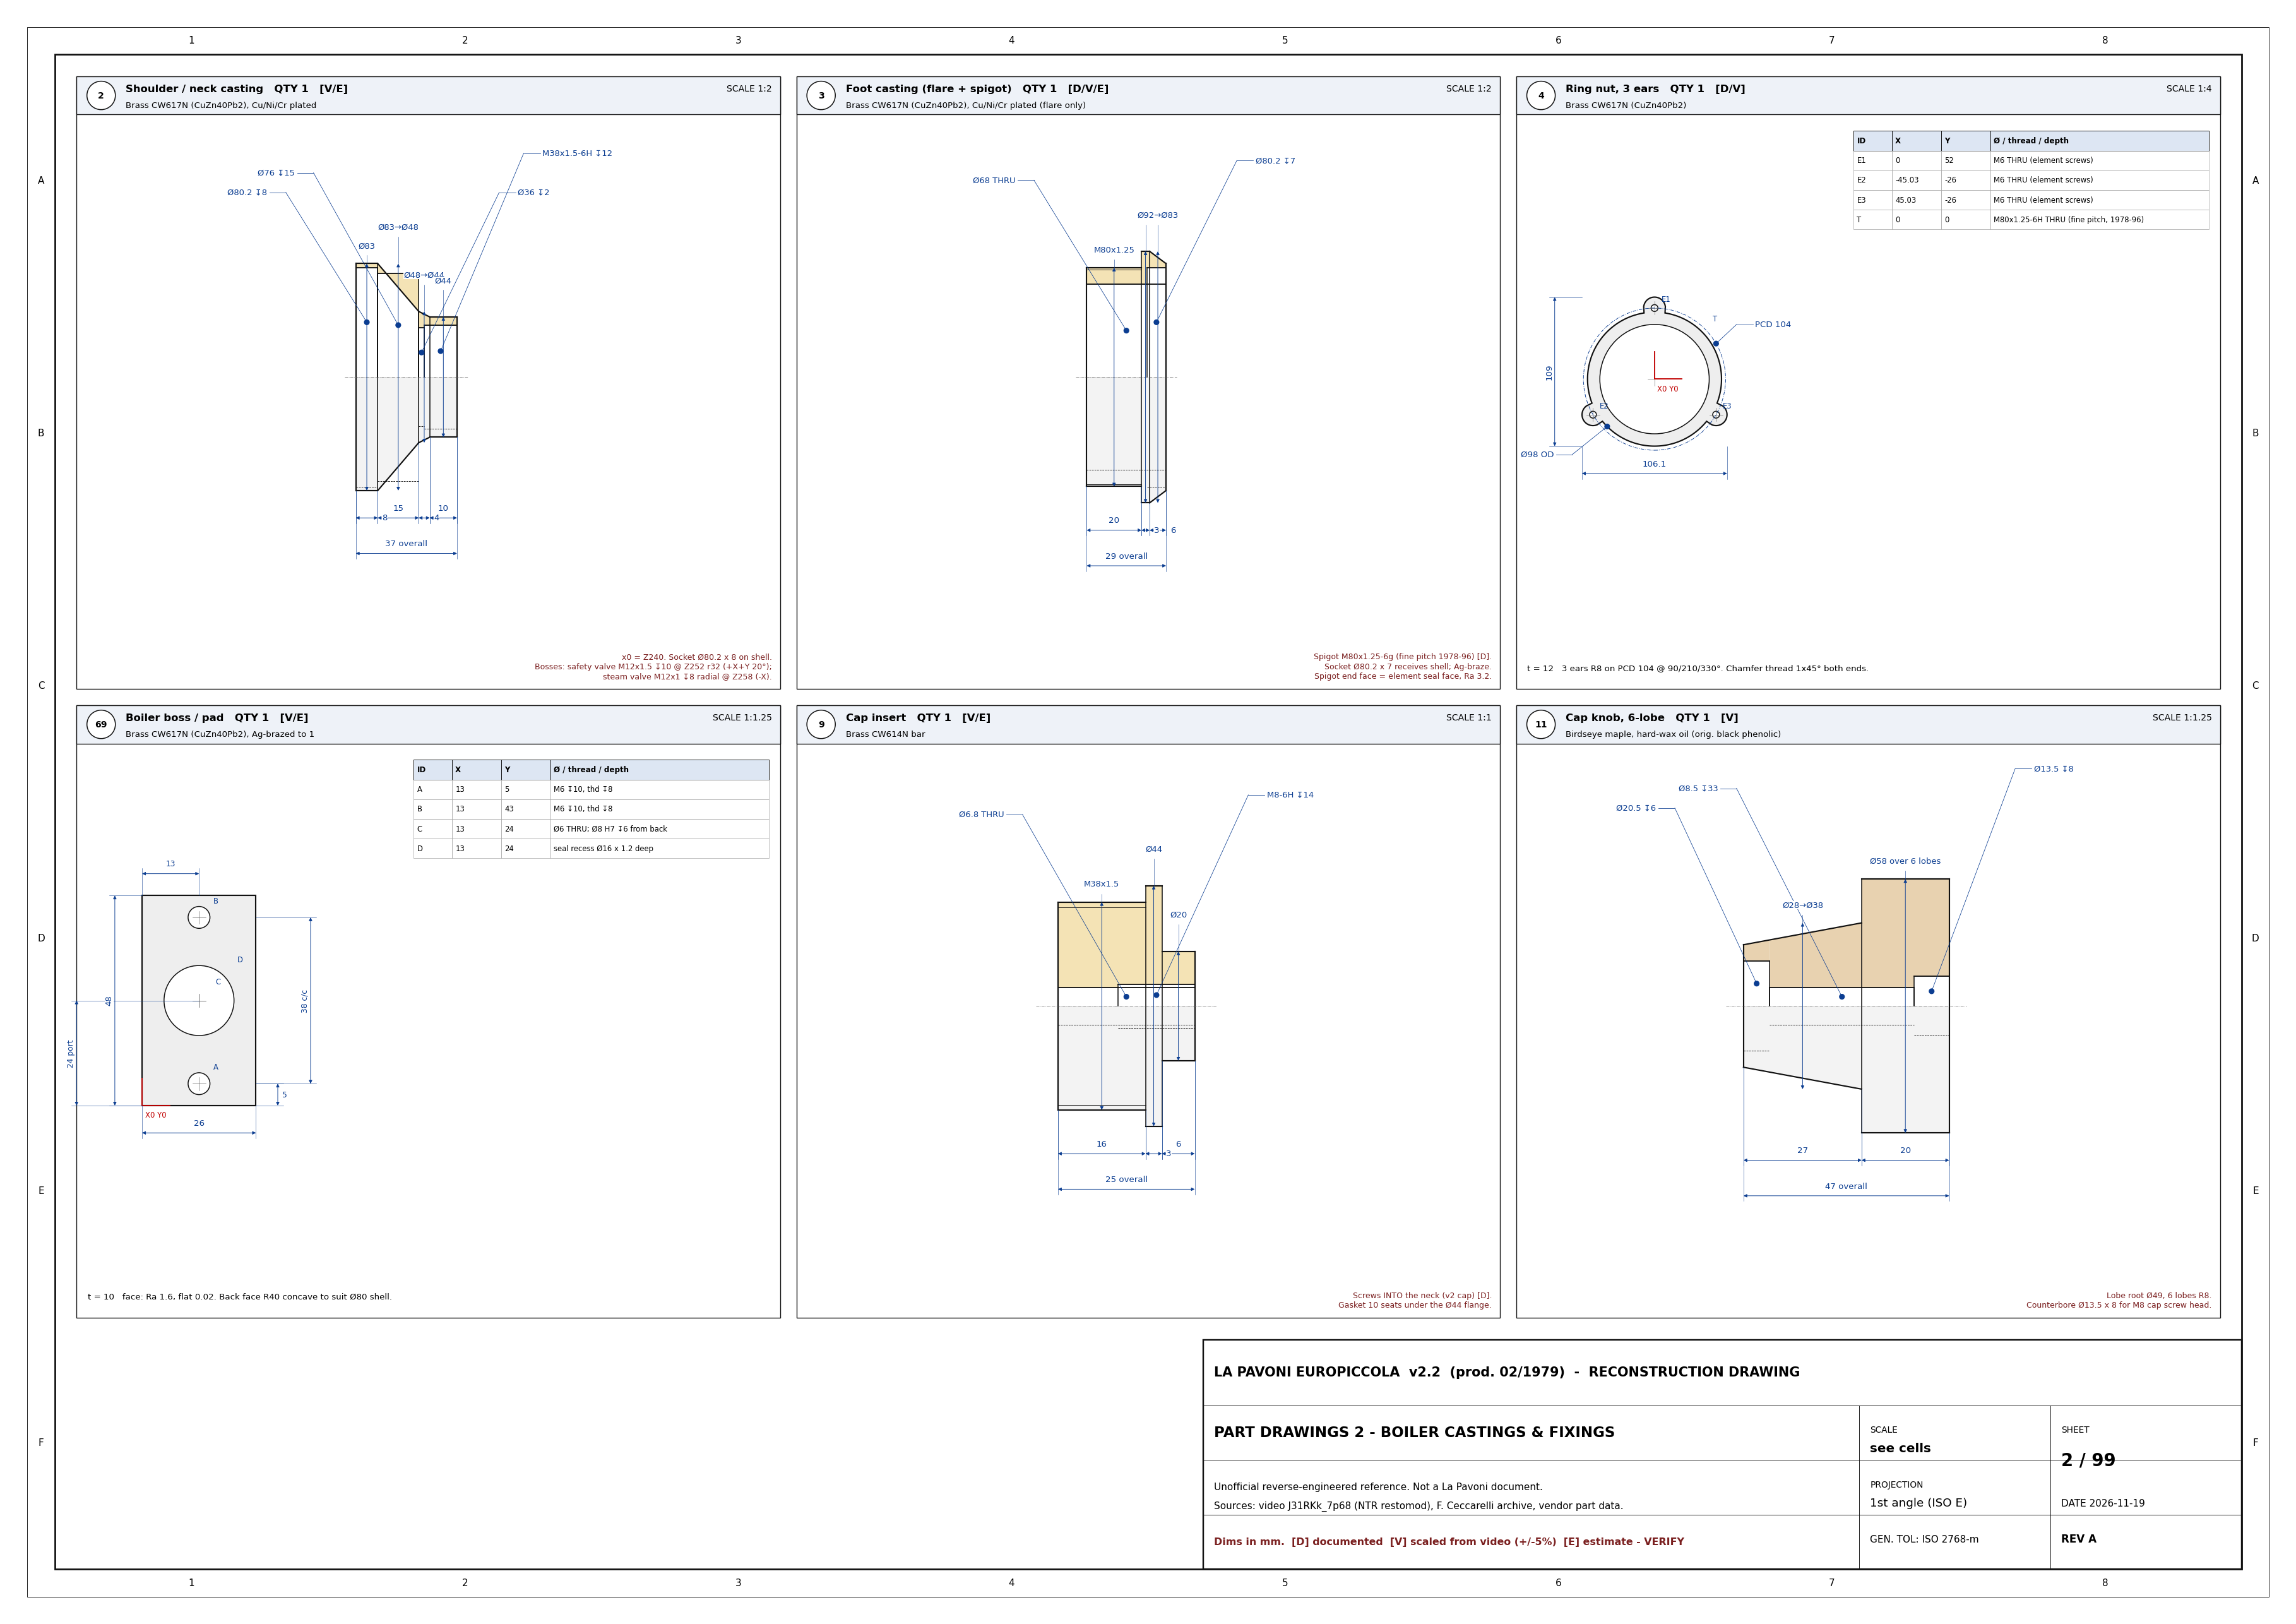 1 2 3 4 5 6 7 8
A A
B B
C C
D D
E E
F F
2 Shoulder / neck casting QTY 1 [V/E] SCALE 1:2
Brass CW617N (CuZn40Pb2), Cu/Ni/Cr plated
M38x1.5-6H ↧12
Ø76 ↧15
Ø80.2 ↧8
Ø36 ↧2
Ø83→Ø48
Ø83
Ø48→Ø44
Ø44
15 10
8 4
37 overall
x0 = Z240. Socket Ø80.2 x 8 on shell.
Bosses: safety valve M12x1.5 ↧10 @ Z252 r32 (+X+Y 20°);
steam valve M12x1 ↧8 radial @ Z258 (-X).
3 Foot casting (flare + spigot) QTY 1 [D/V/E] SCALE 1:2
Brass CW617N (CuZn40Pb2), Cu/Ni/Cr plated (flare only)
Ø80.2 ↧7
Ø68 THRU
Ø92→Ø83
M80x1.25
20
3 6
29 overall
Spigot M80x1.25-6g (fine pitch 1978-96) [D].
Socket Ø80.2 x 7 receives shell; Ag-braze.
Spigot end face = element seal face, Ra 3.2.
4 Ring nut, 3 ears QTY 1 [D/V] SCALE 1:4
Brass CW617N (CuZn40Pb2)
ID X Y Ø / thread / depth
E1 0 52 M6 THRU (element screws)
E2 -45.03 -26 M6 THRU (element screws)
E3 45.03 -26 M6 THRU (element screws)
T 0 0 M80x1.25-6H THRU (fine pitch, 1978-96)
E1
T
PCD 104
109
X0 Y0
E2 E3
Ø98 OD
106.1
t = 12 3 ears R8 on PCD 104 @ 90/210/330°. Chamfer thread 1x45° both ends.
69 Boiler boss / pad QTY 1 [V/E] SCALE 1:1.25
Brass CW617N (CuZn40Pb2), Ag-brazed to 1
ID X Y Ø / thread / depth
A 13 5 M6 ↧10, thd ↧8
B 13 43 M6 ↧10, thd ↧8
C 13 24 Ø6 THRU; Ø8 H7 ↧6 from back
D 13 24 seal recess Ø16 x 1.2 deep
13
B
D
C
48
38 c/c
24 port
A
5
X0 Y0
26
t = 10 face: Ra 1.6, flat 0.02. Back face R40 concave to suit Ø80 shell.
9 Cap insert QTY 1 [V/E] SCALE 1:1
Brass CW614N bar
M8-6H ↧14
Ø6.8 THRU
Ø44
M38x1.5
Ø20
16 6
3
25 overall
Screws INTO the neck (v2 cap) [D].
Gasket 10 seats under the Ø44 flange.
11 Cap knob, 6-lobe QTY 1 [V] SCALE 1:1.25
Birdseye maple, hard-wax oil (orig. black phenolic)
Ø13.5 ↧8
Ø8.5 ↧33
Ø20.5 ↧6
Ø58 over 6 lobes
Ø28→Ø38
27 20
47 overall
Lobe root Ø49, 6 lobes R8.
Counterbore Ø13.5 x 8 for M8 cap screw head.
LA PAVONI EUROPICCOLA v2.2 (prod. 02/1979) - RECONSTRUCTION DRAWING
PART DRAWINGS 2 - BOILER CASTINGS & FIXINGS
SCALE
see cells
SHEET
2 / 99
Unofficial reverse-engineered reference. Not a La Pavoni document.
Sources: video J31RKk_7p68 (NTR restomod), F. Ceccarelli archive, vendor part data.
PROJECTION
1st angle (ISO E)
DATE 2026-11-19
Dims in mm. [D] documented [V] scaled from video (+/-5%) [E] estimate - VERIFY
GEN. TOL: ISO 2768-m
REV A
1 2 3 4 5 6 7 8